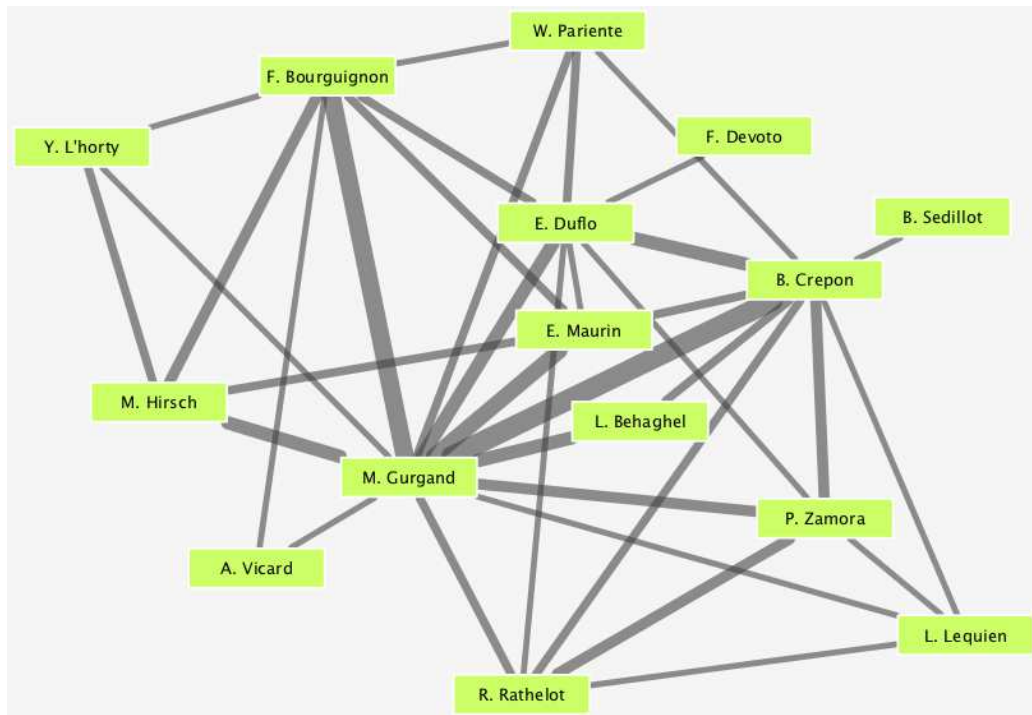 W. Pariente
F. Bourguignon
Y. L'horty
F. Devoto
E. Duflo
B. Sedillot
B. Crepon
E. Maurin
M. Hirsch
L. Behaghel
M. Gurgand
P. Zamora
A. Vicard
L. Lequien
R. Rathelot